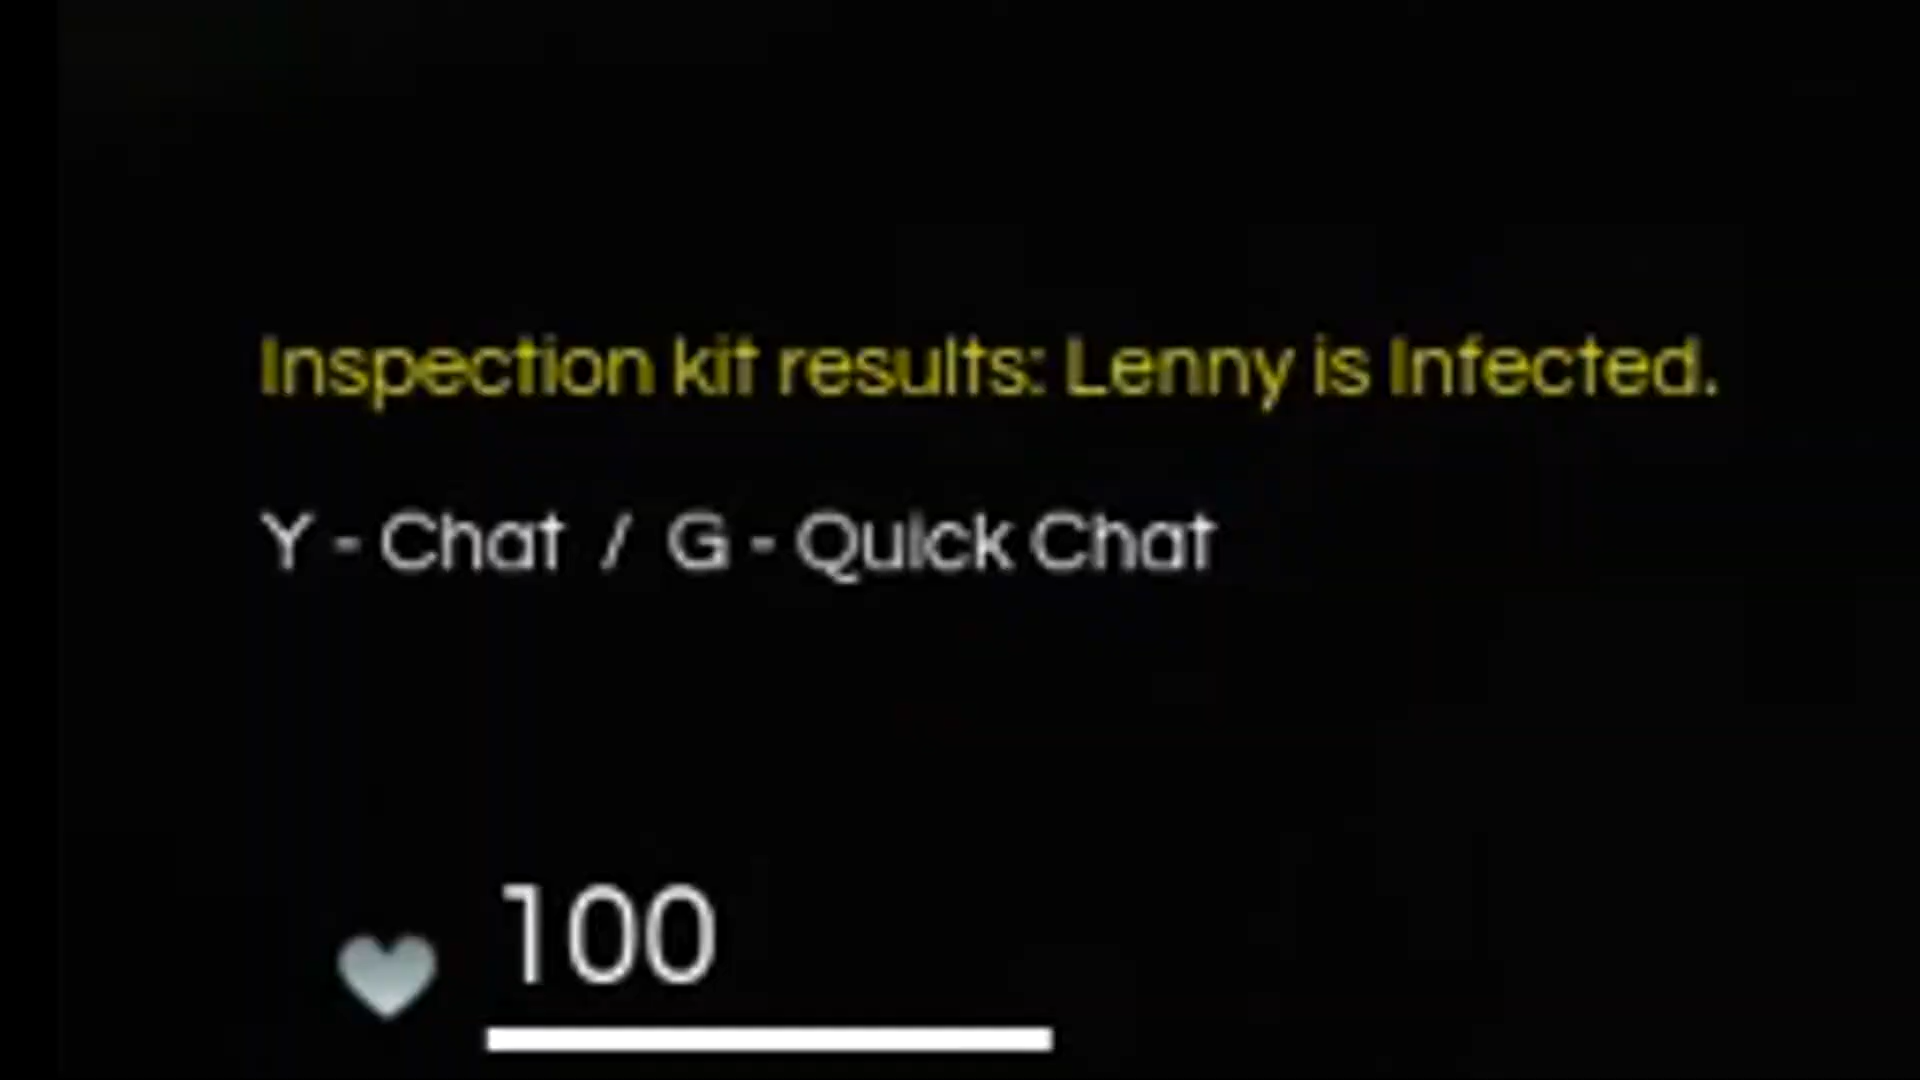 Inspection kit results: Lenny is Infected.
Y - Chat / G - Quick Chat
100